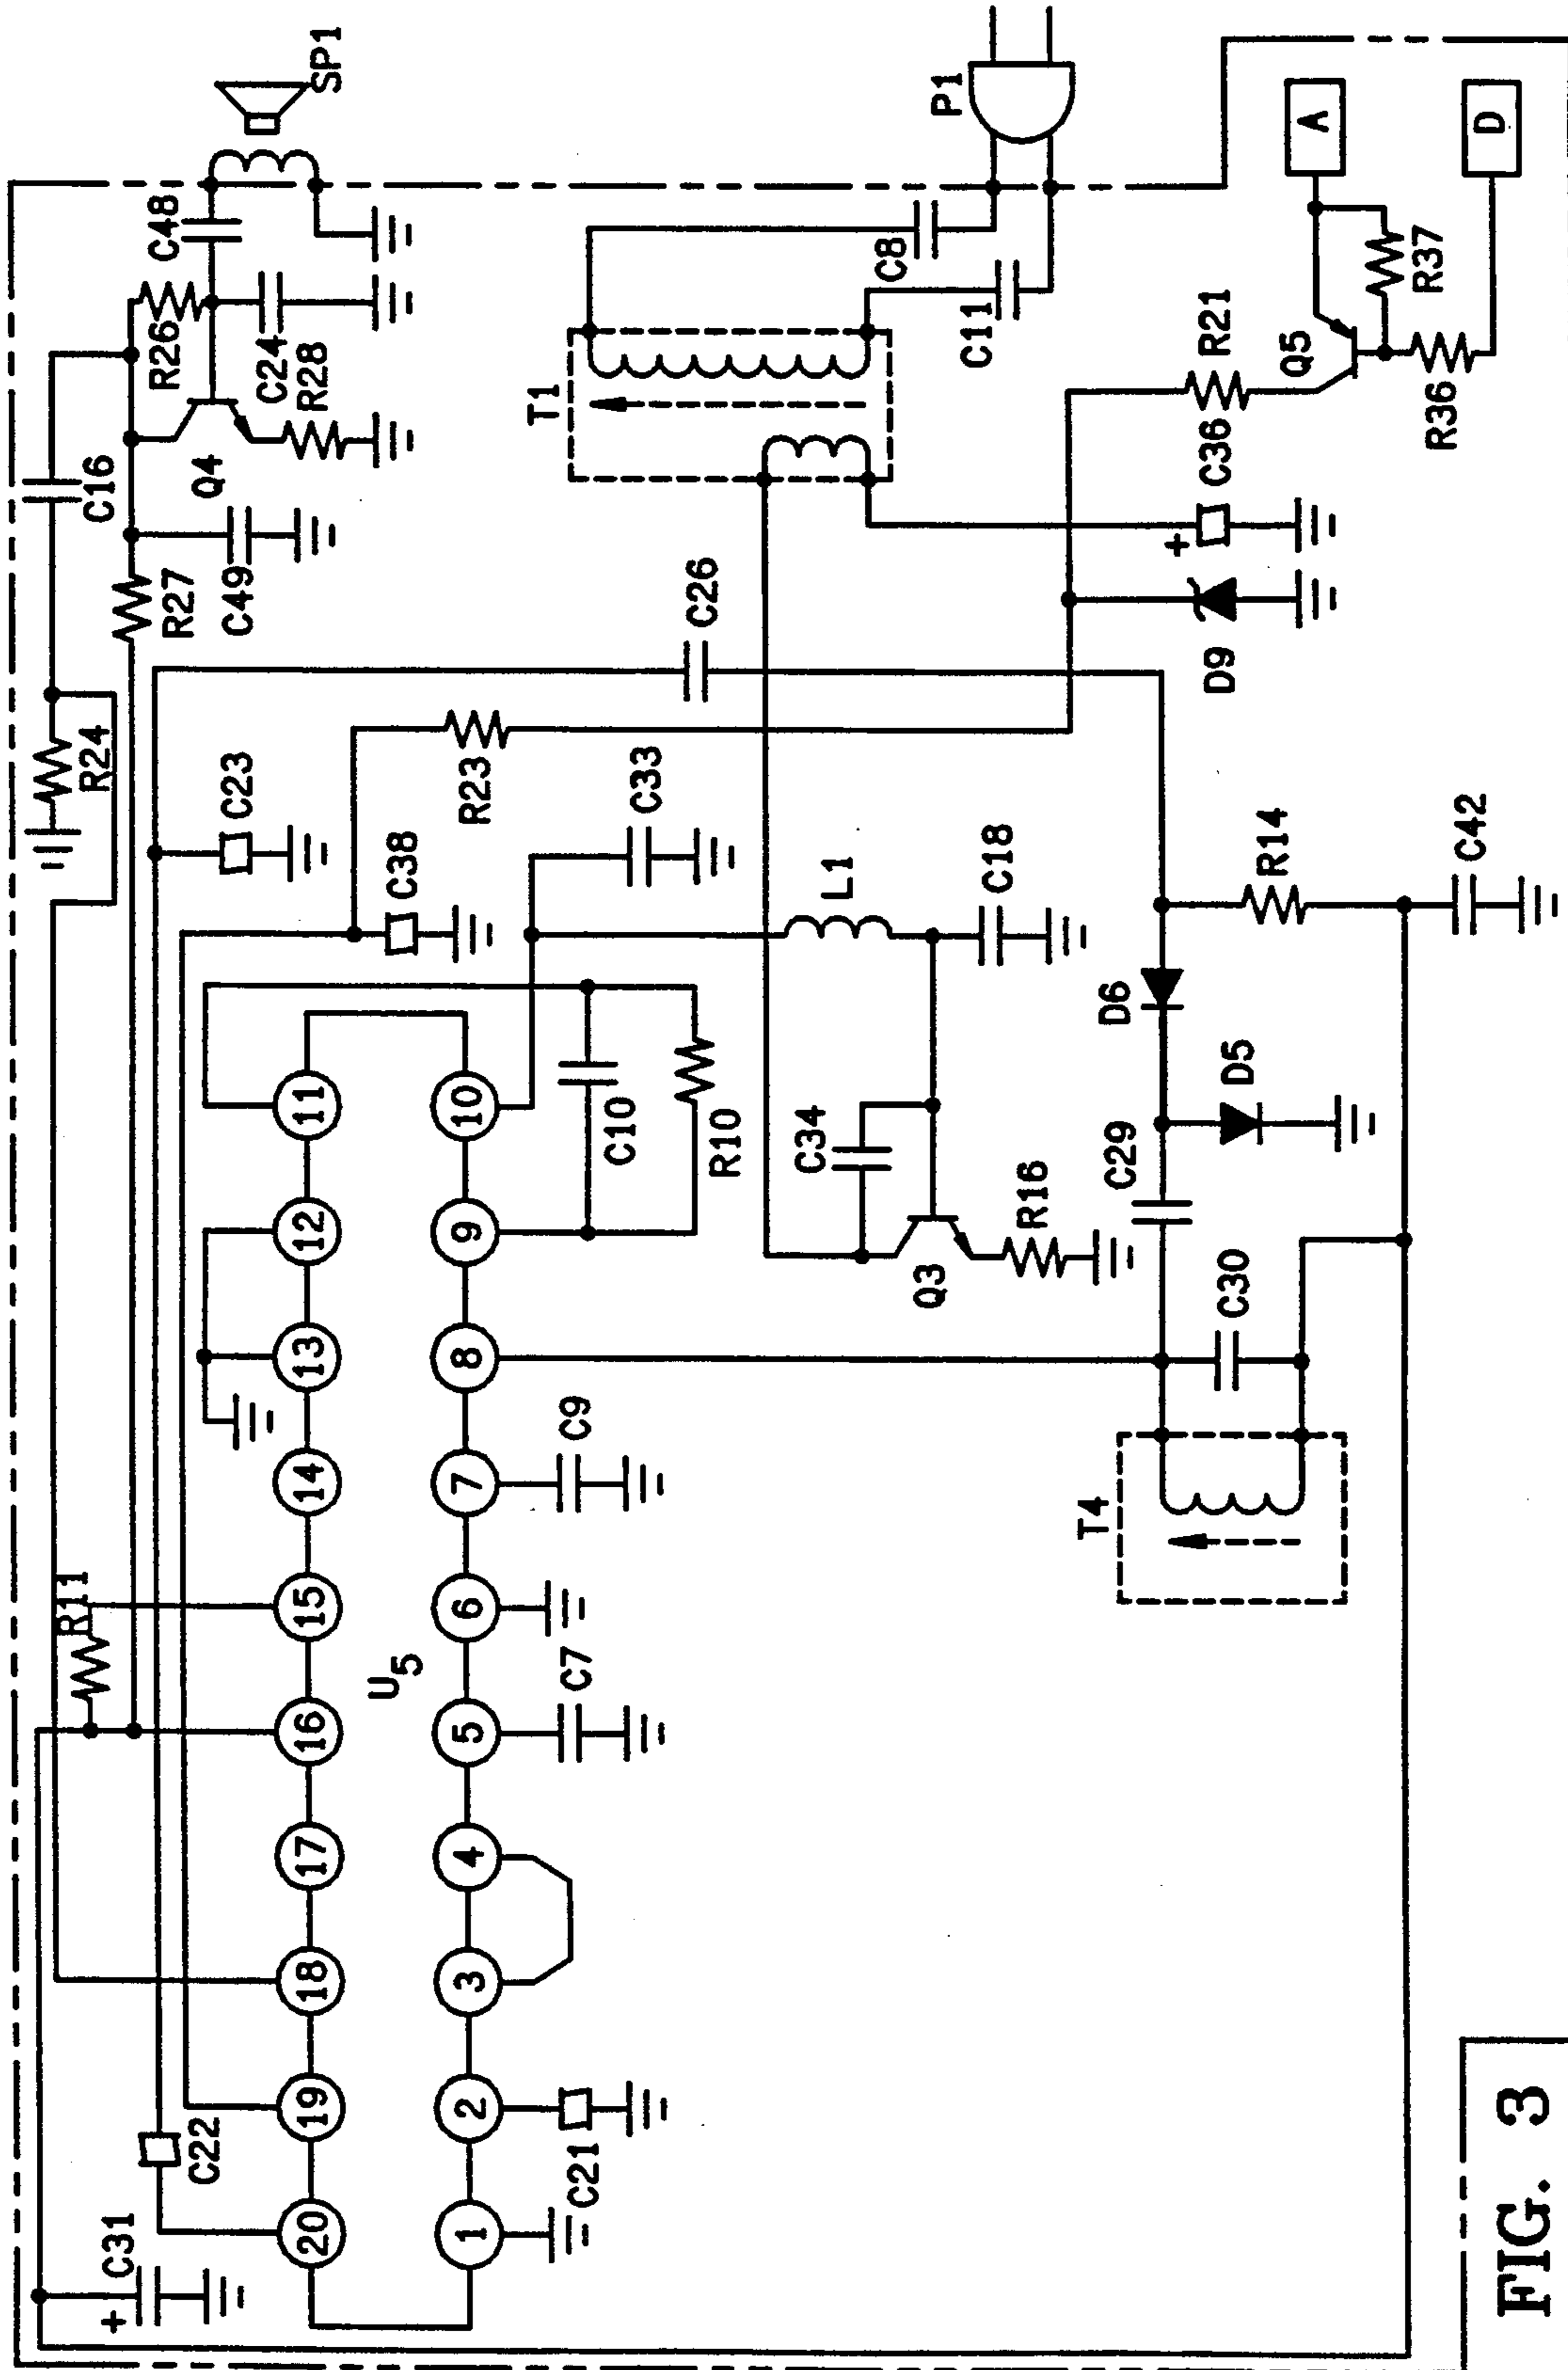 SP1
C48
R26
C24
R28
Q4
C16
R27
C49
R24
C23
C38
R23
C33
C26
T1
P1
C8
C11
A
D
R37
R36
Q5
R21
C36
+
D9
L1
C18
R14
C42
D6
D5
C29
C34
R16
Q3
C30
T4
C10
R10
C9
C7
C21
R11
U5
C22
C31
+
20 19 18 17 16 15 14 13 12 11
1 2 3 4 5 6 7 8 9 10
FIG. 3